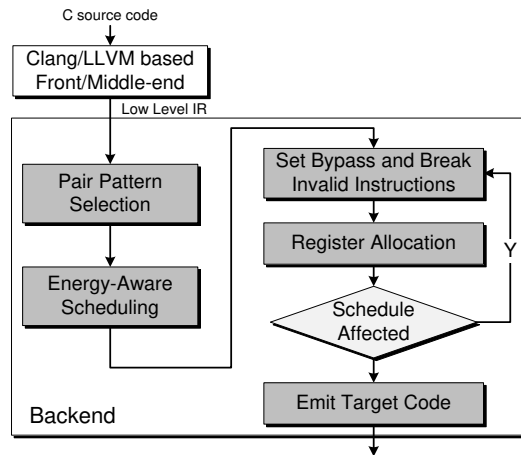 C source code
Clang/LLVM based
Front/Middle-end
Low Level IR
Pair Pattern
Selection
Energy-Aware
Scheduling
Set Bypass and Break
Invalid Instructions
Register Allocation
Schedule
Affected
Y
Emit Target Code
Backend